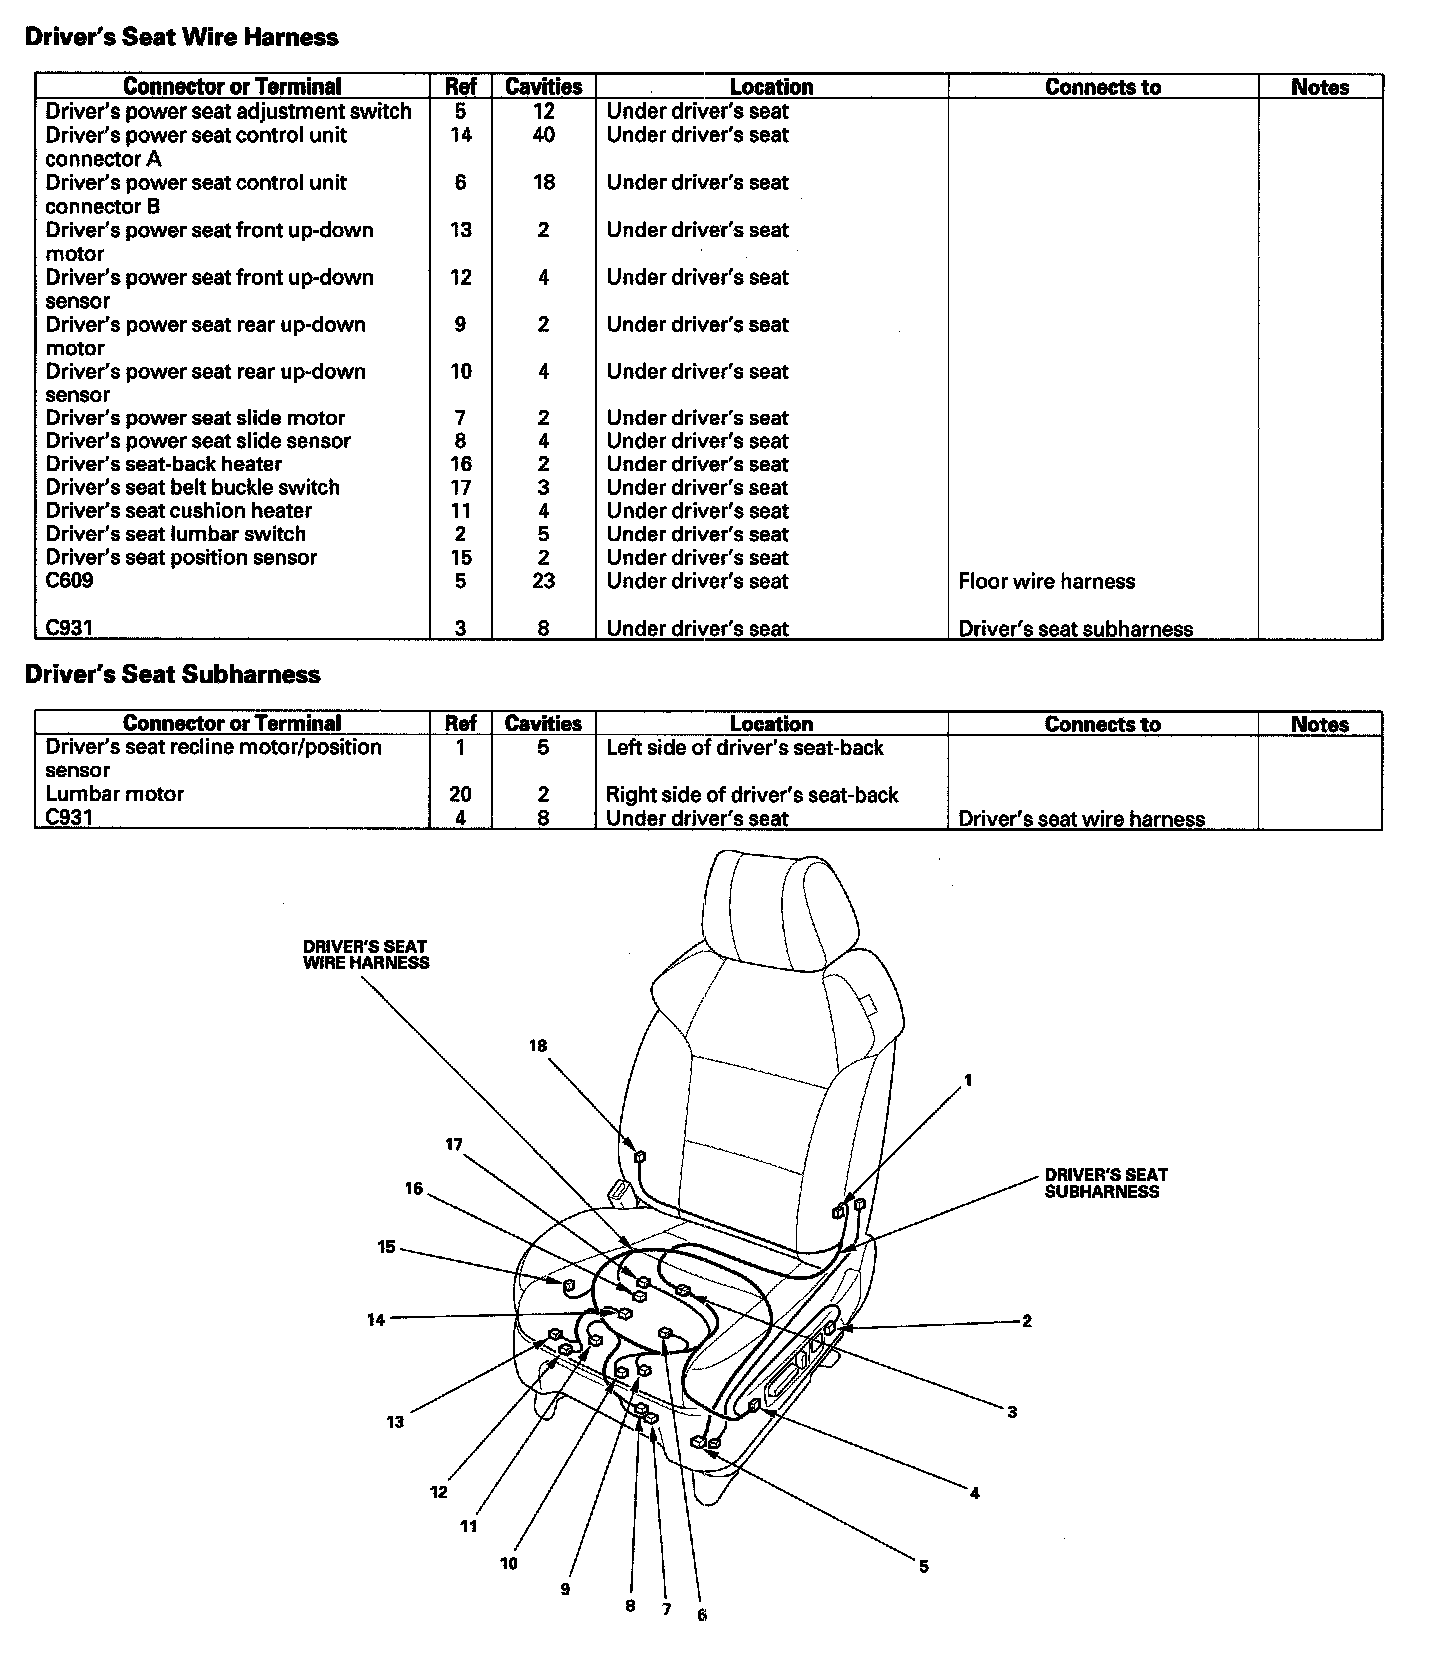 Driver's Seat Wire Harness
Connector or Terminal Ref Cavities Location Connects to Notes
Driver's power seat adjustment switch 5 12 Under driver's seat
Driver's power seat control unit 14 40 Under driver's seat
connector A
Driver's power seat control unit 6 18 Under driver's seat
connector B
Driver's power seat front up-down 13 2 Under driver's seat
motor
Driver's power seat front up-down 12 4 Under driver's seat
sensor
Driver's power seat rear up-down 9 2 Under driver's seat
motor
Driver's power seat rear up-down 10 4 Under driver's seat
sensor
Driver's power seat slide motor 7 2 Under driver's seat
Driver's power seat slide sensor 8 4 Under driver's seat
Driver's seat-back heater 16 2 Under driver's seat
Driver's seat belt buckle switch 17 3 Under driver's seat
Driver's seat cushion heater 11 4 Under driver's seat
Driver's seat lumbar switch 2 5 Under driver's seat
Driver's seat position sensor 15 2 Under driver's seat
C609 5 23 Under driver's seat Floor wire harness
C931 3 8 Under driver's seat Driver's seat subharness
Driver's Seat Subharness
Connector or Terminal Ref Cavities Location Connects to Notes
Driver's seat recline motor/position 1 5 Left side of driver's seat-back
sensor
Lumbar motor 20 2 Right side of driver's seat-back
C931 4 8 Under driver's seat Driver's seat wire harness
DRIVER'S SEAT
WIRE HARNESS
18
1
17
DRIVER'S SEAT
SUBHARNESS
16
15
14
2
3
13
12
4
11
10
5
9
8
7
6